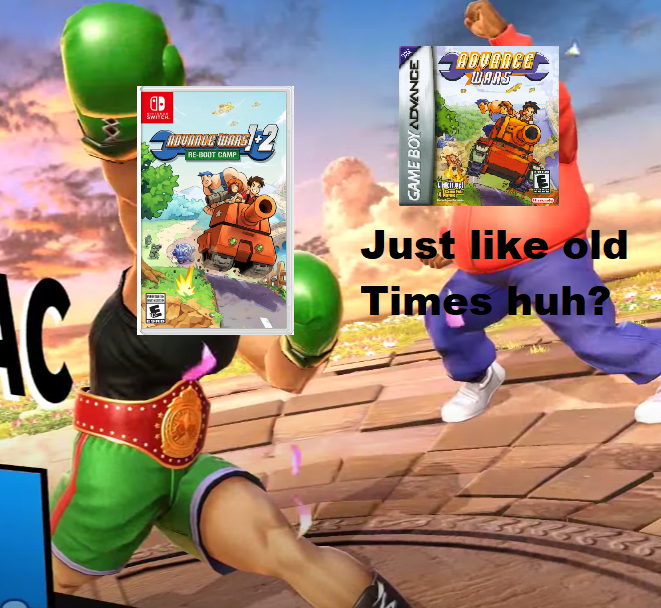 AC
NINTENDO
SWITCH
ADVANCE WARS 1+2
RE-BOOT CAMP
E
GAME BOY ADVANCE
ADVANCE
WARS
E
Nintendo
Just like old
Times huh?